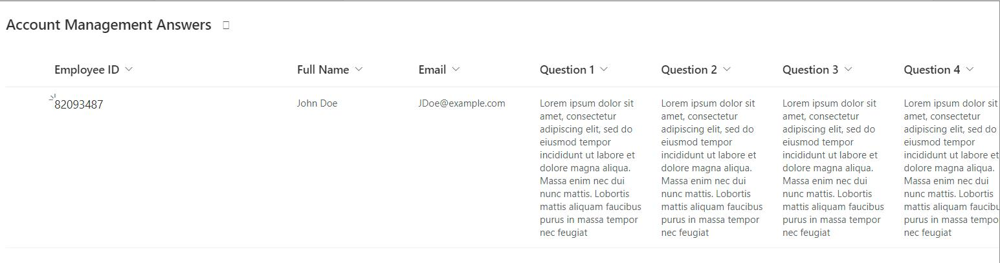 Account Management Answers
Employee ID Full Name Email Question 1 Question 2 Question 3 Question 4
82093487 John Doe JDoe@example.com
Lorem ipsum dolor sit
amet, consectetur
adipiscing elit, sed do
eiusmod tempor
incididunt ut labore et
dolore magna aliqua.
Massa enim nec dui
nunc mattis. Lobortis
mattis aliquam faucibus
purus in massa tempor
nec feugiat
Lorem ipsum dolor sit
amet, consectetur
adipiscing elit, sed do
eiusmod tempor
incididunt ut labore et
dolore magna aliqua.
Massa enim nec dui
nunc mattis. Lobortis
mattis aliquam faucibus
purus in massa tempor
nec feugiat
Lorem ipsum dolor sit
amet, consectetur
adipiscing elit, sed do
eiusmod tempor
incididunt ut labore et
dolore magna aliqua.
Massa enim nec dui
nunc mattis. Lobortis
mattis aliquam faucibus
purus in massa tempor
nec feugiat
Lorem ipsum dolor sit
amet, consectetur
adipiscing elit, sed do
eiusmod tempor
incididunt ut labore et
dolore magna aliqua.
Massa enim nec dui
nunc mattis. Lobortis
mattis aliquam faucibu
purus in massa tempor
nec feugiat